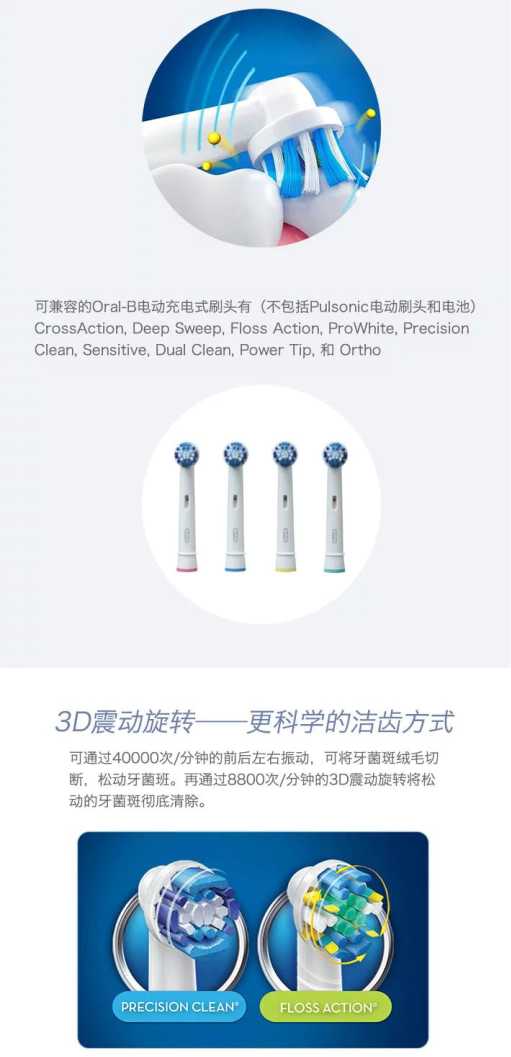 可兼容的Oral-B电动充电式刷头有（不包括Pulsonic电动刷头和电池）
CrossAction, Deep Sweep, Floss Action, ProWhite, Precision
Clean, Sensitive, Dual Clean, Power Tip, 和 Ortho
3D震动旋转——更科学的洁齿方式
可通过40000次/分钟的前后左右振动，可将牙菌斑绒毛切
断，松动牙菌班。再通过8800次/分钟的3D震动旋转将松
动的牙菌斑彻底清除。
PRECISION CLEAN®
FLOSS ACTION®